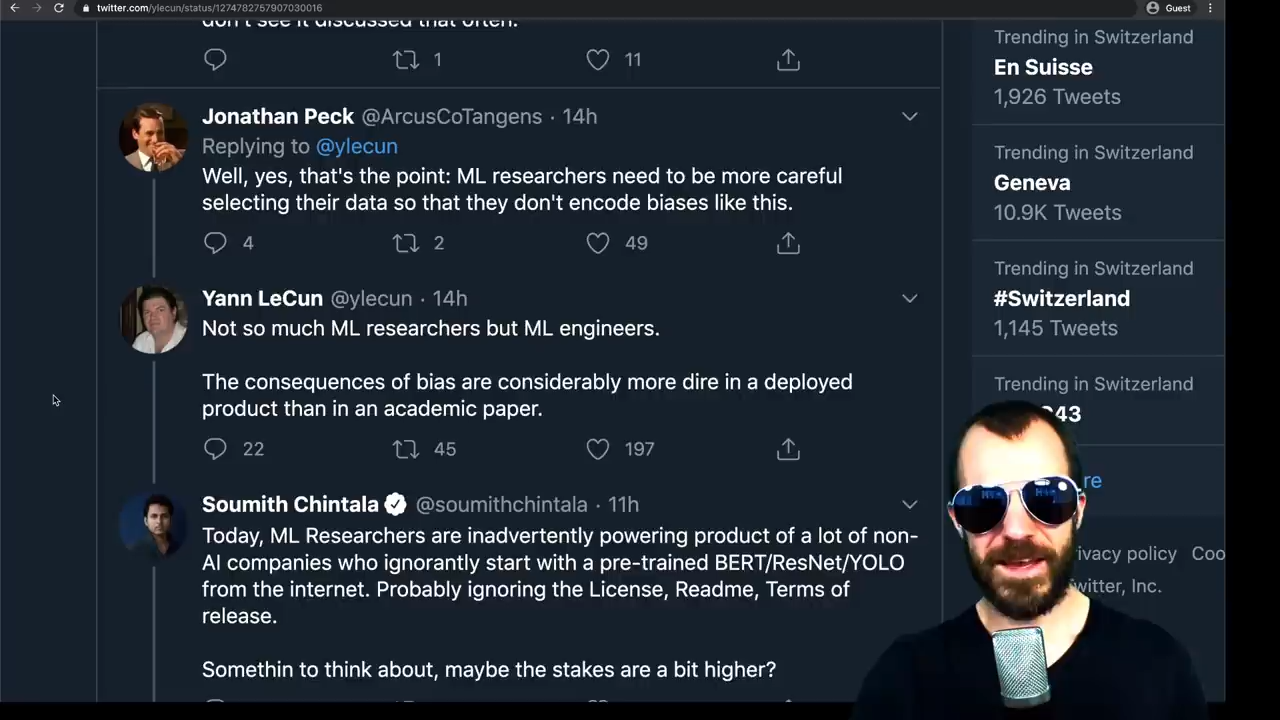 twitter.com/ylecun/status/1274782757907030016
Guest
don't see it discussed that often.
1
11
Jonathan Peck @ArcusCoTangens · 14h
Replying to @ylecun
Well, yes, that's the point: ML researchers need to be more careful
selecting their data so that they don't encode biases like this.
4
2
49
Yann LeCun @ylecun · 14h
Not so much ML researchers but ML engineers.
The consequences of bias are considerably more dire in a deployed
product than in an academic paper.
22
45
197
Soumith Chintala @soumithchintala · 11h
Today, ML Researchers are inadvertently powering product of a lot of non-
AI companies who ignorantly start with a pre-trained BERT/ResNet/YOLO
from the internet. Probably ignoring the License, Readme, Terms of
release.
Somethin to think about, maybe the stakes are a bit higher?
Trending in Switzerland
En Suisse
1,926 Tweets
Trending in Switzerland
Geneva
10.9K Tweets
Trending in Switzerland
#Switzerland
1,145 Tweets
Trending in Switzerland
policy
Inc.